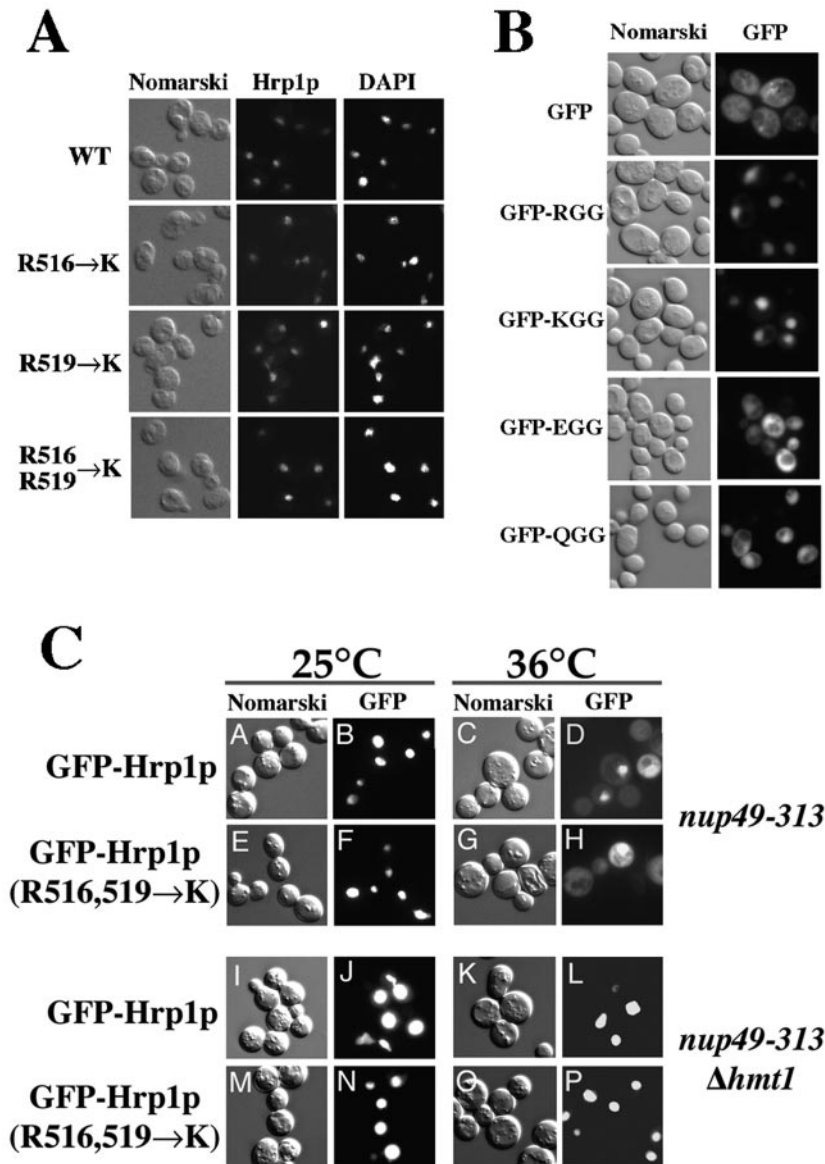 A
Nomarski Hrp1p DAPI
WT
R516→K
R519→K
R516
R519→K
B
Nomarski GFP
GFP
GFP-RGG
GFP-KGG
GFP-EGG
GFP-QGG
C
25°C 36°C
Nomarski GFP Nomarski GFP
GFP-Hrp1p
A B C D
nup49-313
GFP-Hrp1p
(R516,519→K)
E F G H
GFP-Hrp1p
I J K L
nup49-313
Δhmt1
GFP-Hrp1p
(R516,519→K)
M N O P